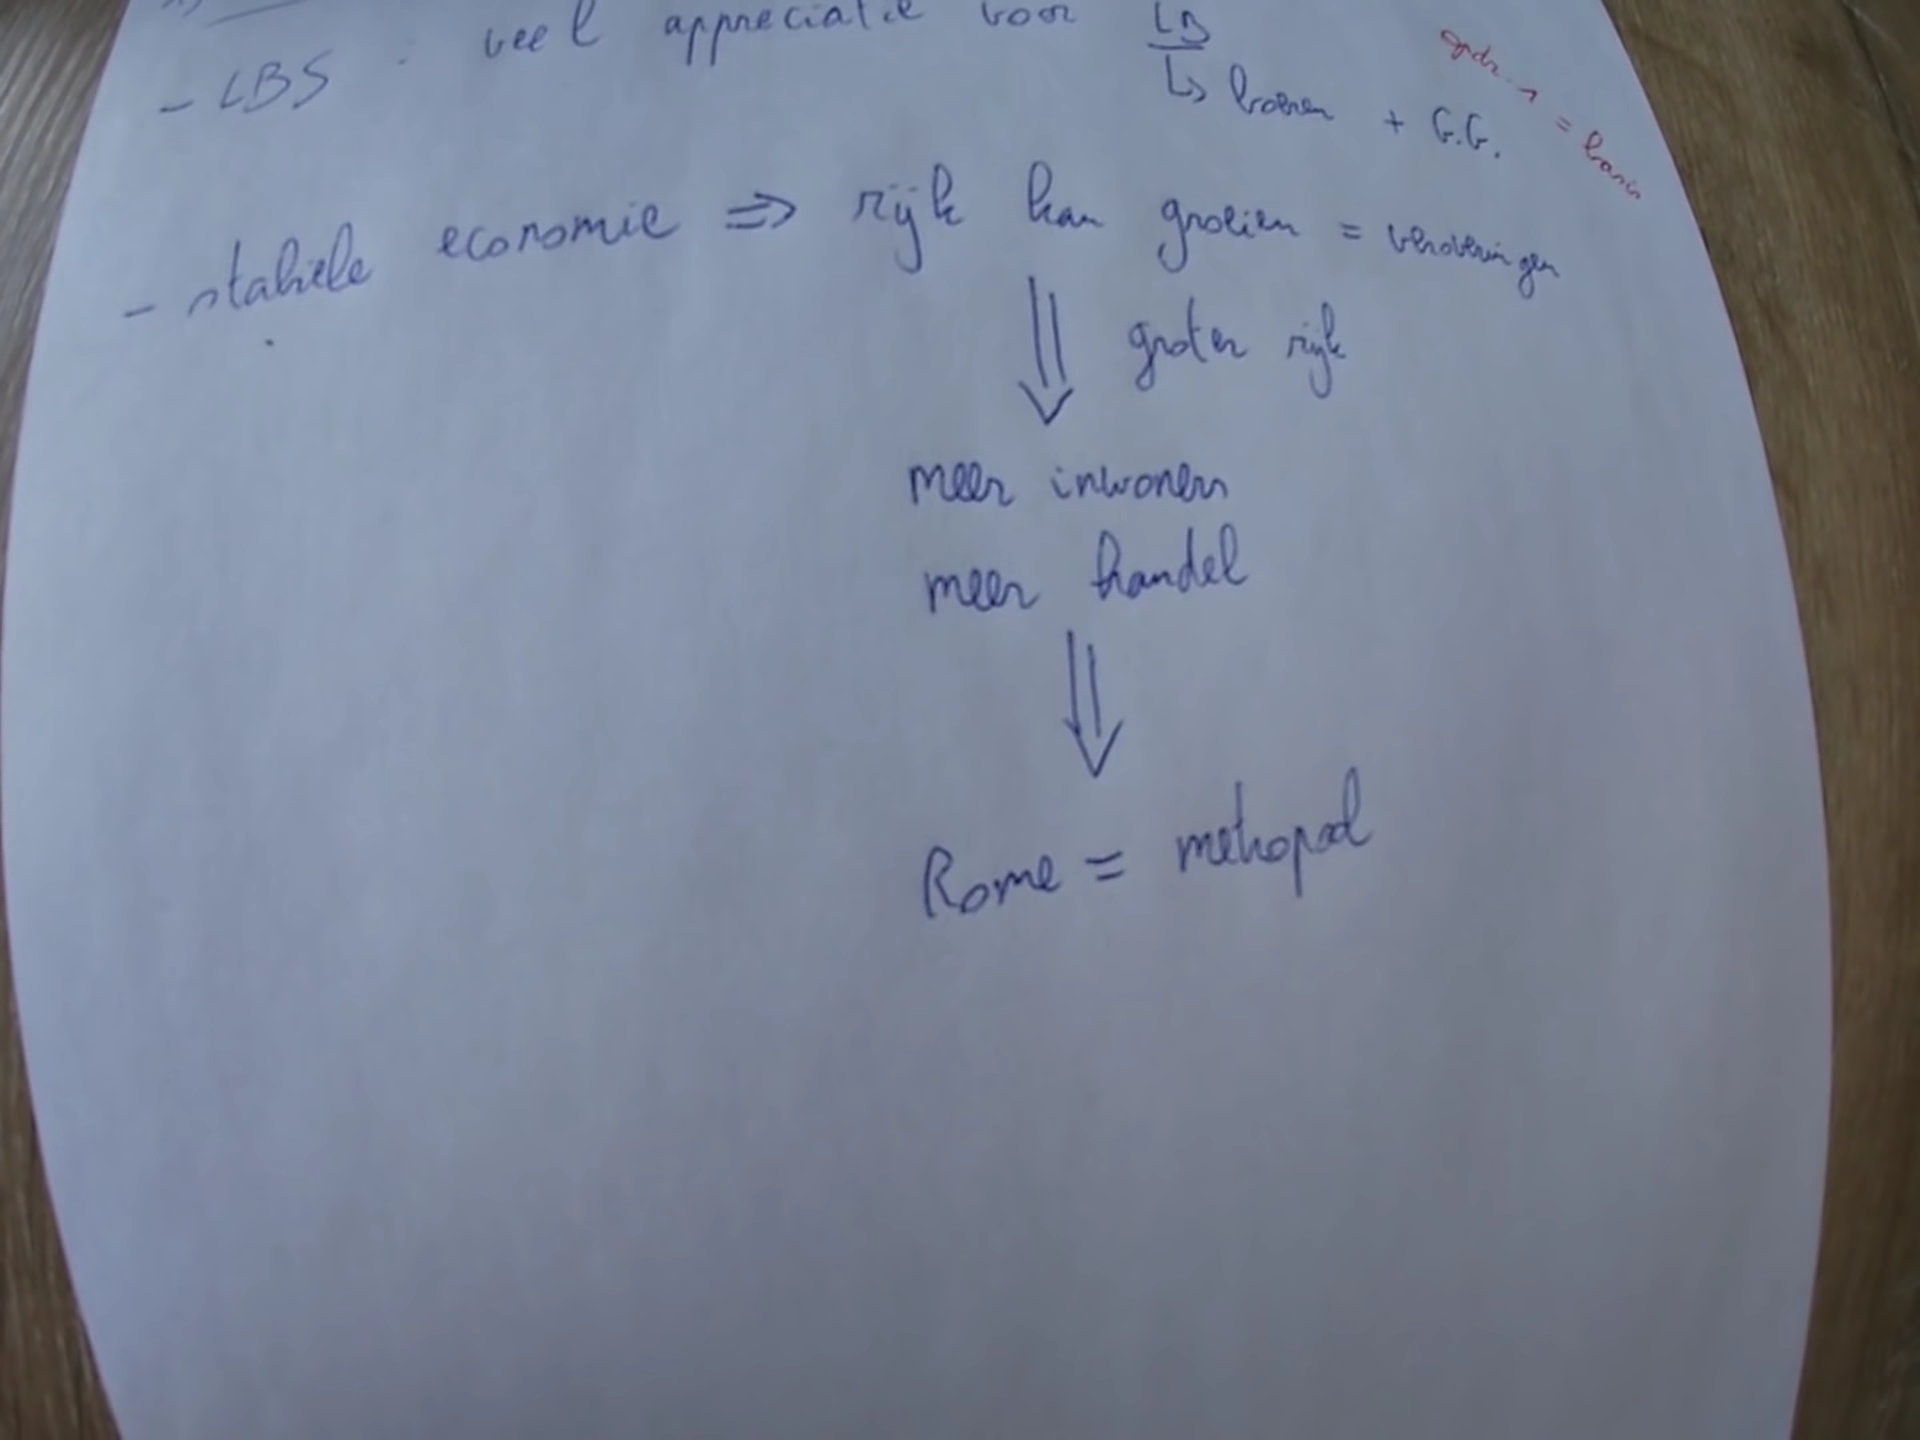 - LBS : veel appreciatie voor LB
↳ boeren + G.G.
= basis
- stabiele economie ⇒ rijk kan groeien = veroveringen
⇓ groter rijk
meer inwoners
meer handel
⇓
Rome = metropool